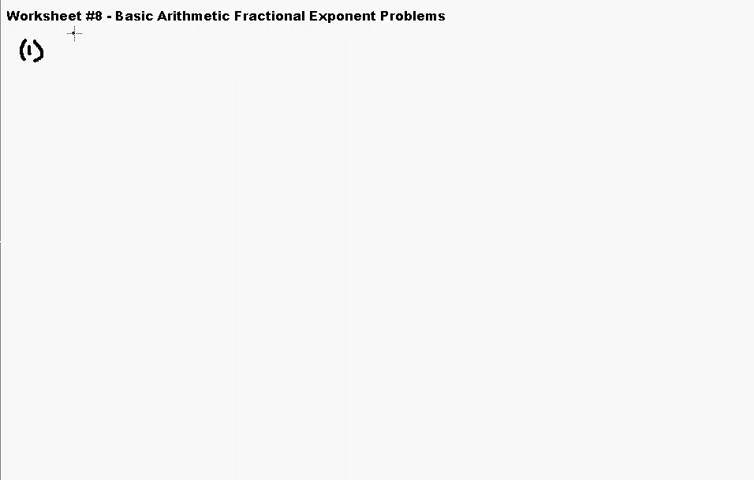 Worksheet #8 - Basic Arithmetic Fractional Exponent Problems
(1)